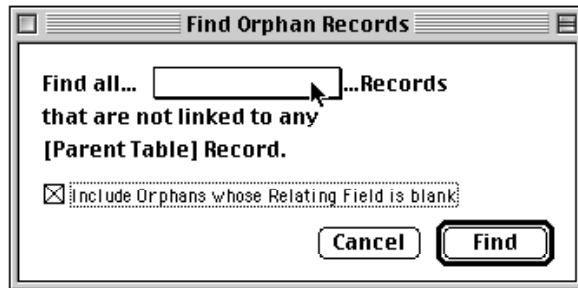 Find Orphan Records
Find all... ...Records
that are not linked to any
[Parent Table] Record.
Include Orphans whose Relating Field is blank
Cancel Find